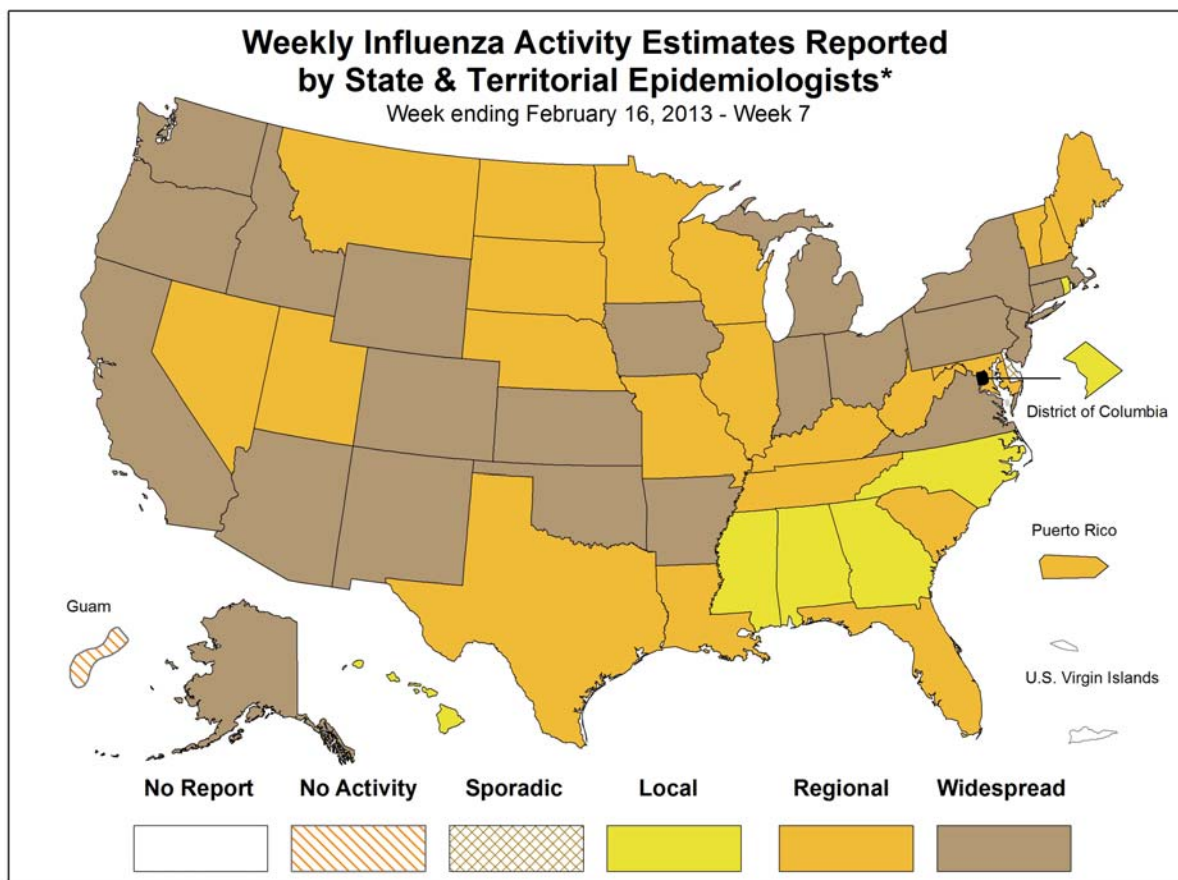 Weekly Influenza Activity Estimates Reported
by State & Territorial Epidemiologists*
Week ending February 16, 2013 - Week 7
District of Columbia
Puerto Rico
Guam
U.S. Virgin Islands
No Report No Activity Sporadic Local Regional Widespread